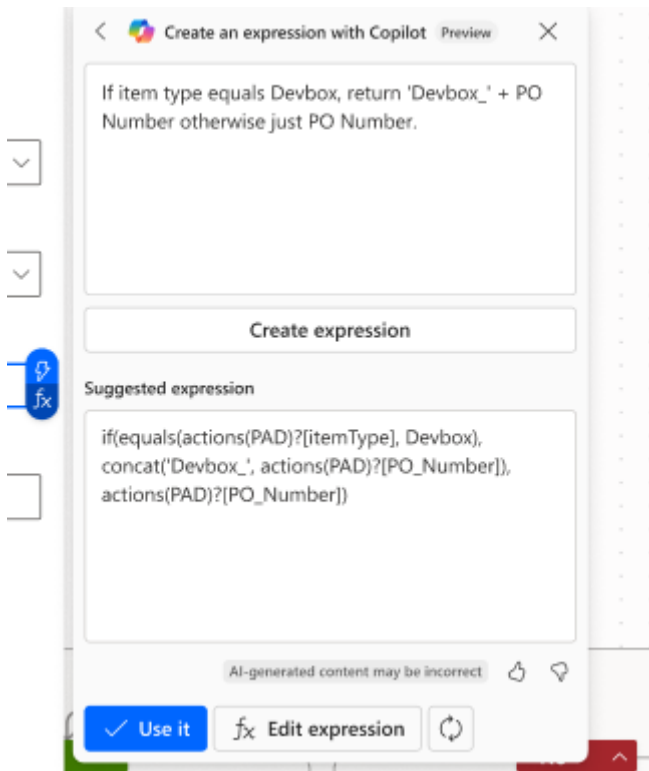 Create an expression with Copilot Preview
If item type equals Devbox, return 'Devbox_' + PO
Number otherwise just PO Number.
Create expression
fx
Suggested expression
if(equals(actions(PAD)?[itemType], Devbox),
concat('Devbox_', actions(PAD)?[PO_Number]),
actions(PAD)?[PO_Number])
AI-generated content may be incorrect
Use it
fx Edit expression